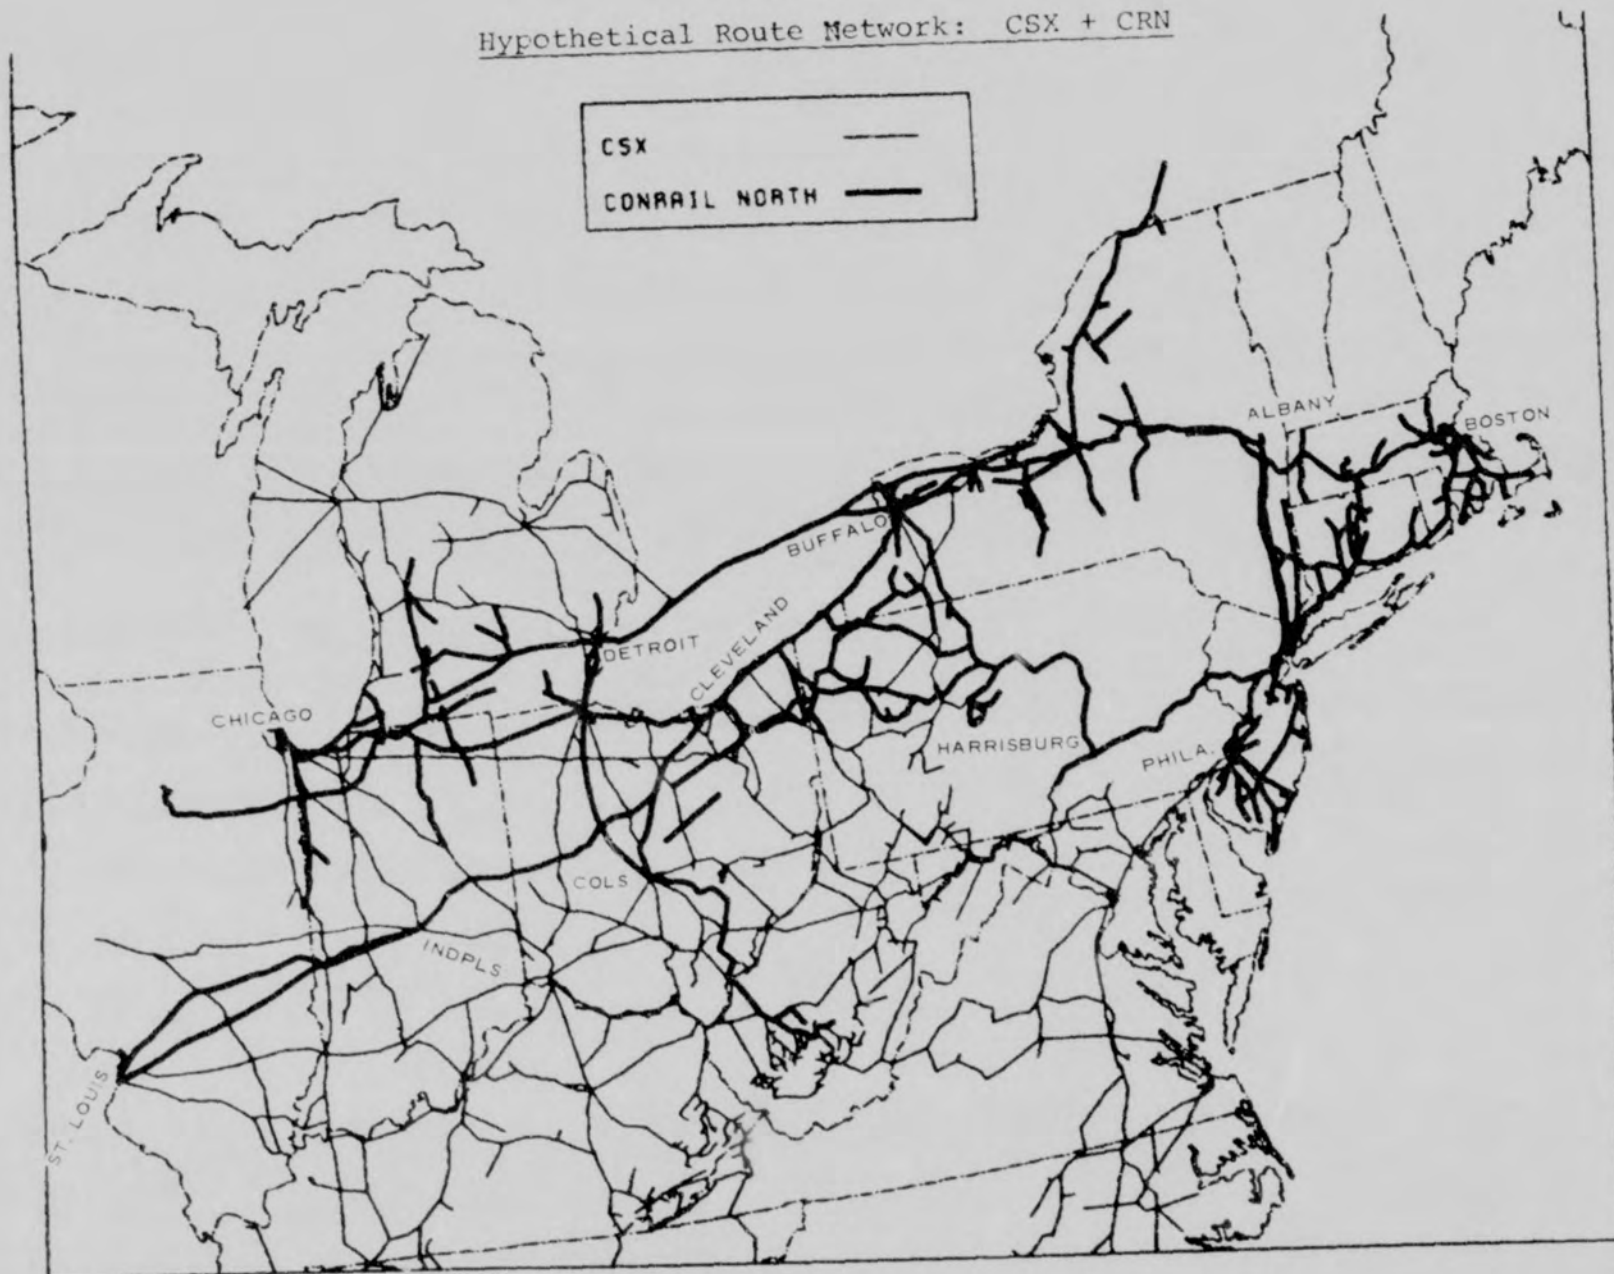 Hypothetical Route Network: CSX + CRN
CSX
CONRAIL NORTH
ALBANY
BOSTON
BUFFALO
DETROIT
CLEVELAND
CHICAGO
HARRISBURG
PHILA.
COLS
INDPLS
ST. LOUIS